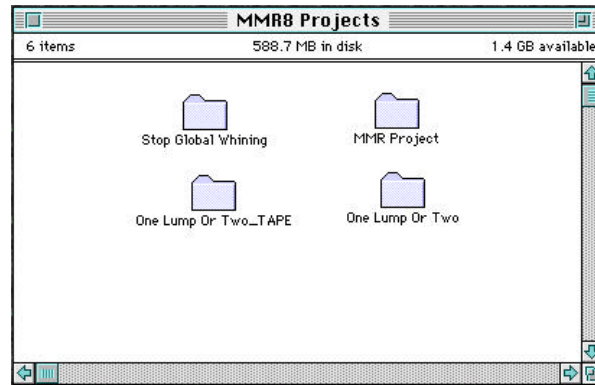 MMR8 Projects
6 items 588.7 MB in disk 1.4 GB available
Stop Global Whining MMR Project
One Lump Or Two_TAPE One Lump Or Two